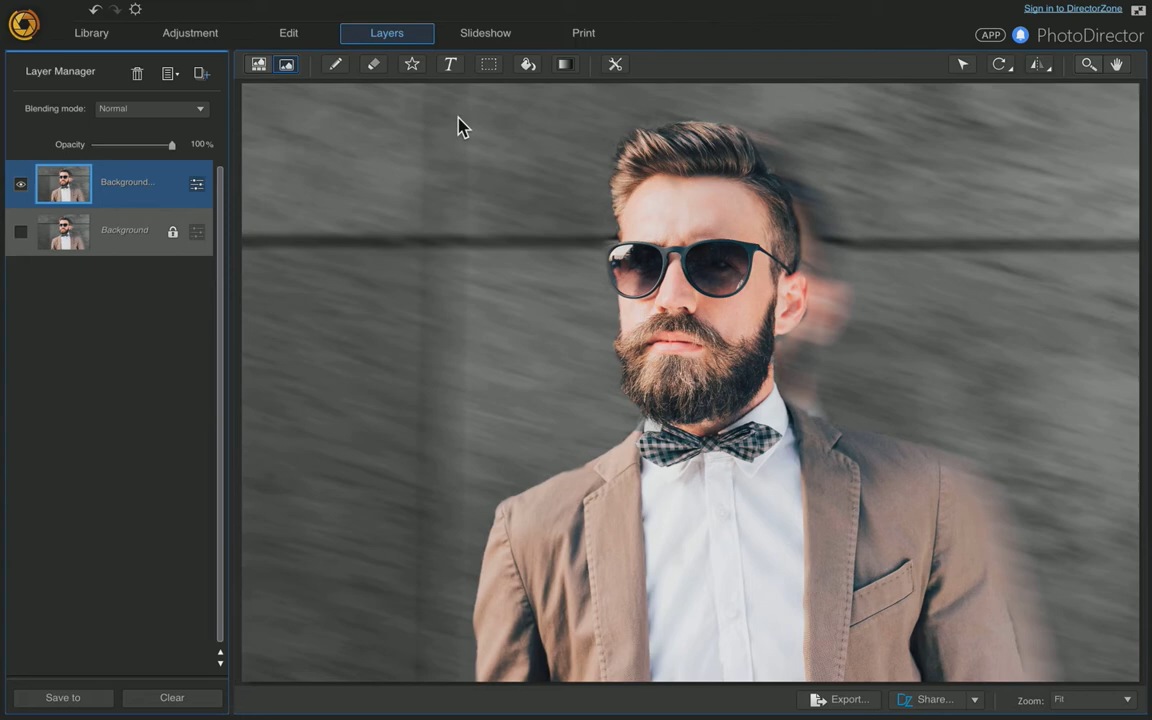 Sign in to DirectorZone
Library
Adjustment
Edit
Layers
Slideshow
Print
APP
PhotoDirector
Layer Manager
T
Blending mode:
Normal
Opacity
100%
Background...
Background
Save to
Clear
Export...
DZ
Share...
Zoom:
Fit